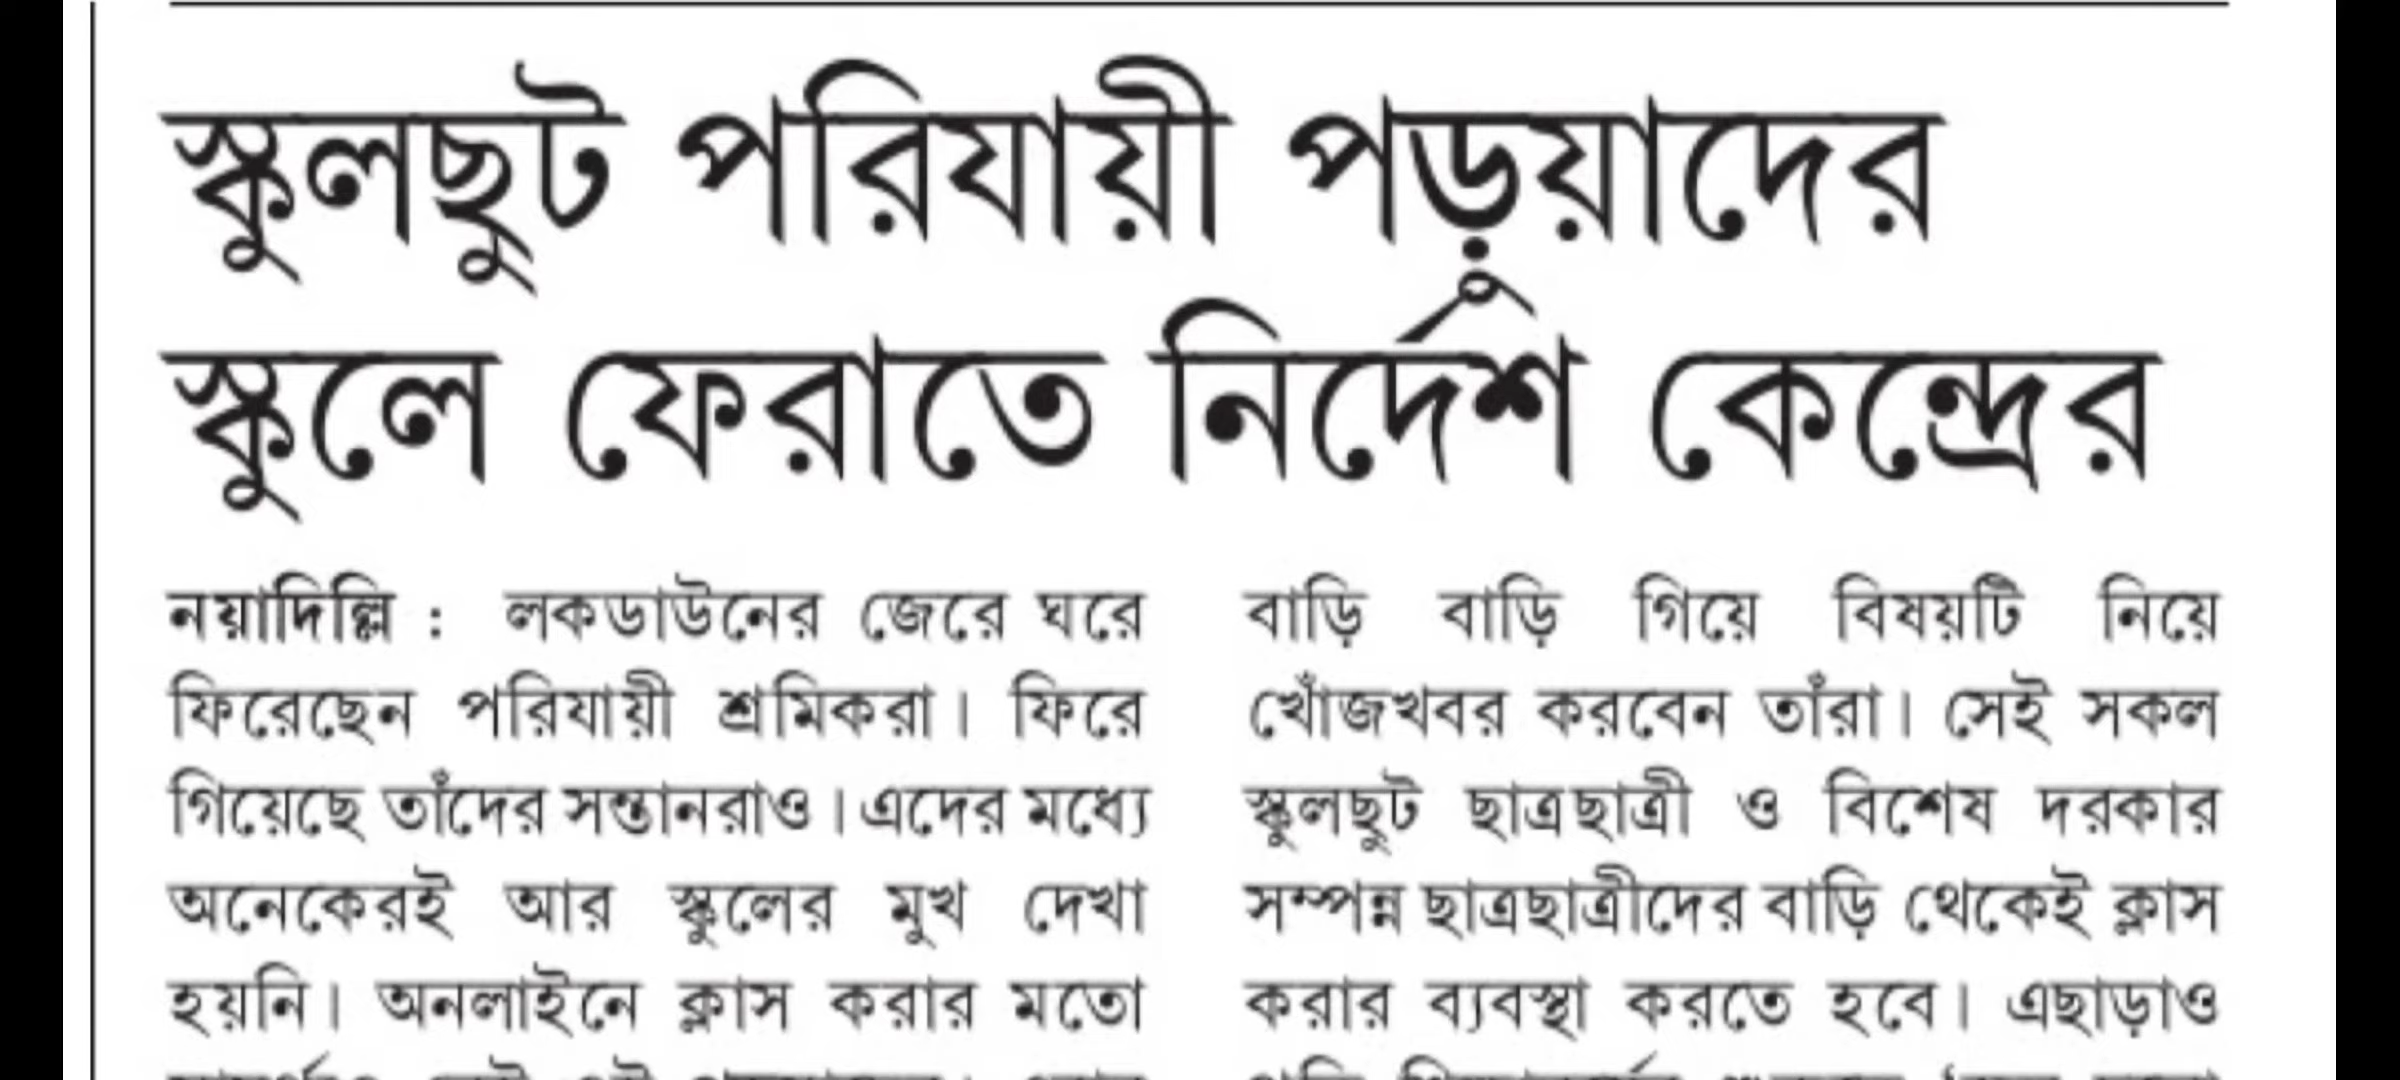 স্কুলছুট পরিযায়ী পড়ুয়াদের
স্কুলে ফেরাতে নির্দেশ কেন্দ্রের
নয়াদিল্লি : লকডাউনের জেরে ঘরে
ফিরেছেন পরিযায়ী শ্রমিকরা। ফিরে
গিয়েছে তাঁদের সন্তানরাও। এদের মধ্যে
অনেকেরই আর স্কুলের মুখ দেখা
হয়নি। অনলাইনে ক্লাস করার মতো
বাড়ি বাড়ি গিয়ে বিষয়টি নিয়ে
খোঁজখবর করবেন তাঁরা। সেই সকল
স্কুলছুট ছাত্রছাত্রী ও বিশেষ দরকার
সম্পন্ন ছাত্রছাত্রীদের বাড়ি থেকেই ক্লাস
করার ব্যবস্থা করতে হবে। এছাড়াও